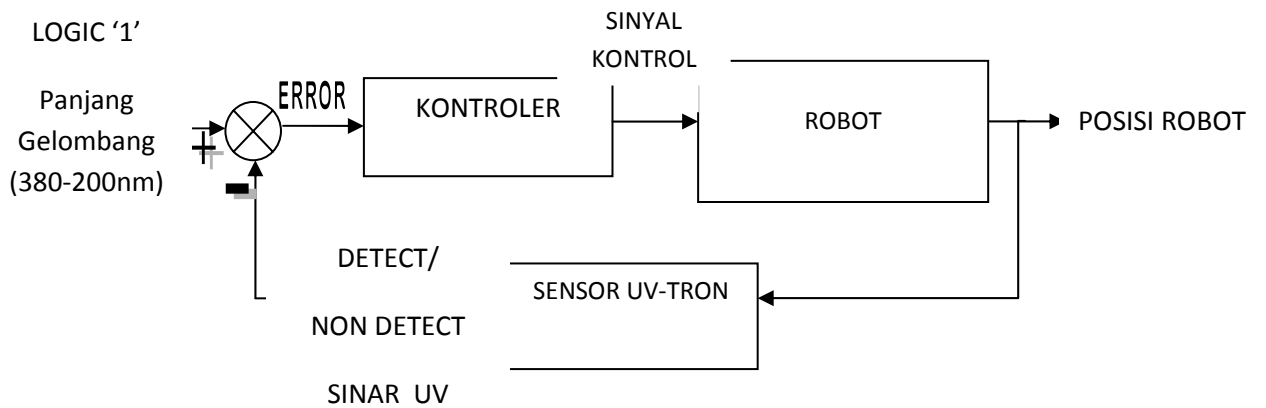 LOGIC ‘1’
Panjang
Gelombang
(380-200nm)
+
-
ERROR
KONTROLER
SINYAL
KONTROL
ROBOT
POSISI ROBOT
DETECT/
NON DETECT
SINAR UV
SENSOR UV-TRON